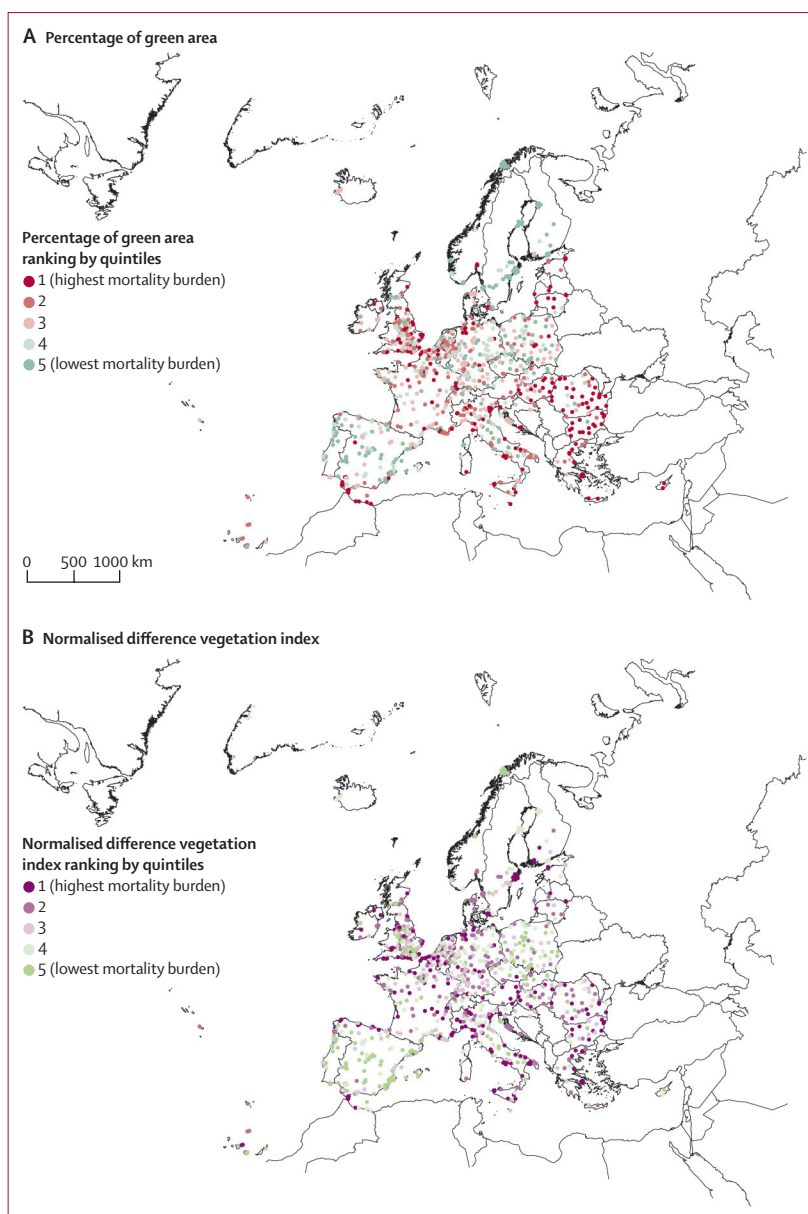 A Percentage of green area
Percentage of green area
ranking by quintiles
1 (highest mortality burden)
2
3
4
5 (lowest mortality burden)
0 500 1000 km
B Normalised difference vegetation index
Normalised difference vegetation
index ranking by quintiles
1 (highest mortality burden)
2
3
4
5 (lowest mortality burden)